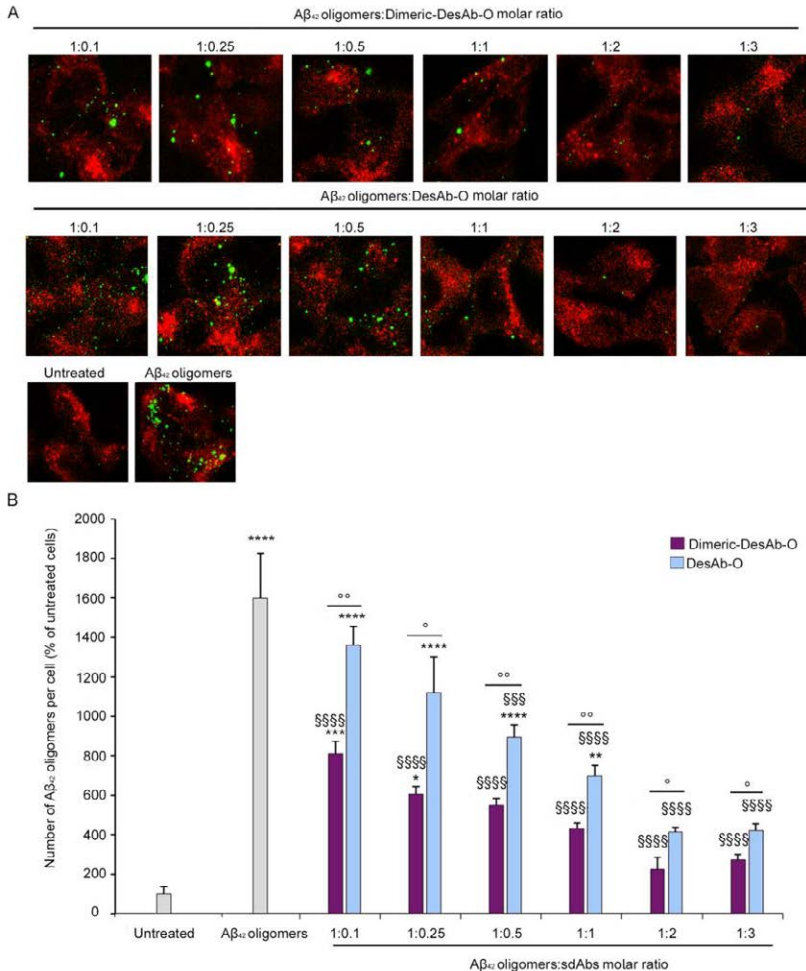 A
Aβ₄₂ oligomers:Dimeric-DesAb-O molar ratio
1:0.1 1:0.25 1:0.5 1:1 1:2 1:3
Aβ₄₂ oligomers:DesAb-O molar ratio
1:0.1 1:0.25 1:0.5 1:1 1:2 1:3
Untreated Aβ₄₂ oligomers
B
Number of Aβ₄₂ oligomers per cell (% of untreated cells)
2000
1800
1600
1400
1200
1000
800
600
400
200
0
Dimeric-DesAb-O
DesAb-O
****
°° ° °° °° ° °
**** **** §§§ **** §§§§ ** §§§§ §§§§
§§§§ *** §§§§ * §§§§ §§§§ §§§§ §§§§
Untreated Aβ₄₂ oligomers 1:0.1 1:0.25 1:0.5 1:1 1:2 1:3
Aβ₄₂ oligomers:sdAbs molar ratio